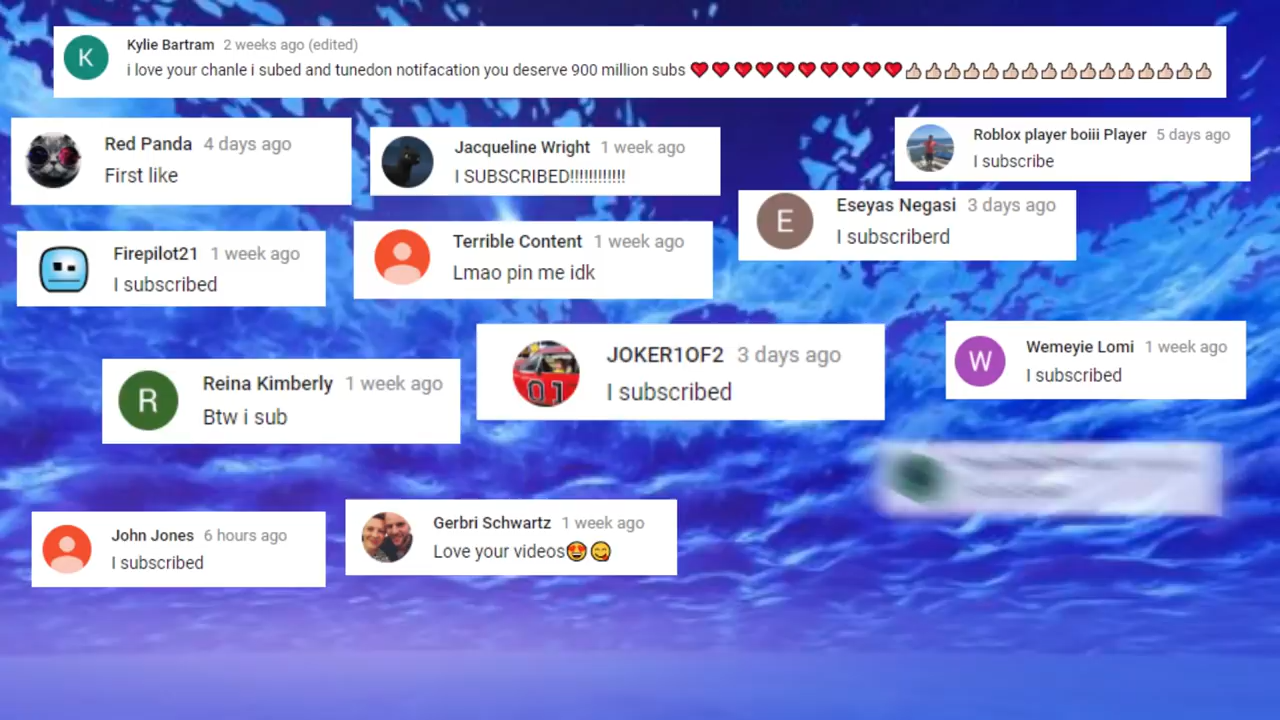 K
Kylie Bartram 2 weeks ago (edited)
i love your chanle i subed and tunedon notifacation you deserve 900 million subs ❤❤❤❤❤❤❤❤❤❤👍🏻👍🏻👍🏻👍🏻👍🏻👍🏻👍🏻👍🏻👍🏻👍🏻👍🏻👍🏻👍🏻👍🏻👍🏻👍🏻
Red Panda 4 days ago
First like
Jacqueline Wright 1 week ago
I SUBSCRIBED!!!!!!!!!!!!
Roblox player boiii Player 5 days ago
I subscribe
E
Eseyas Negasi 3 days ago
I subscriberd
Firepilot21 1 week ago
I subscribed
Terrible Content 1 week ago
Lmao pin me idk
R
Reina Kimberly 1 week ago
Btw i sub
01
JOKER1OF2 3 days ago
I subscribed
W
Wemeyie Lomi 1 week ago
I subscribed
John Jones 6 hours ago
I subscribed
Gerbri Schwartz 1 week ago
Love your videos😍😋